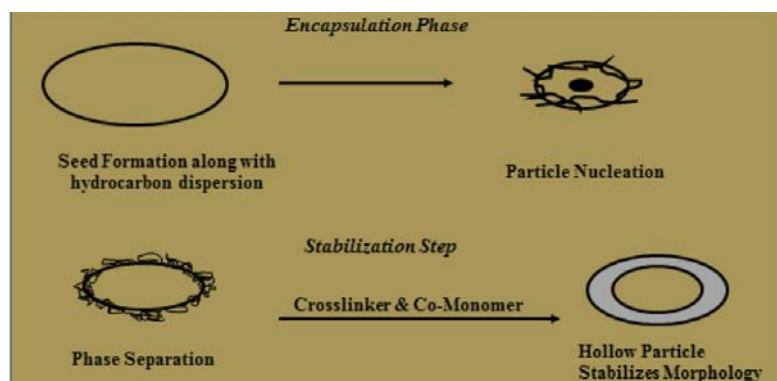 Encapsulation Phase
Seed Formation along with
hydrocarbon dispersion
Particle Nucleation
Stabilization Step
Crosslinker & Co-Monomer
Phase Separation
Hollow Particle
Stabilizes Morphology